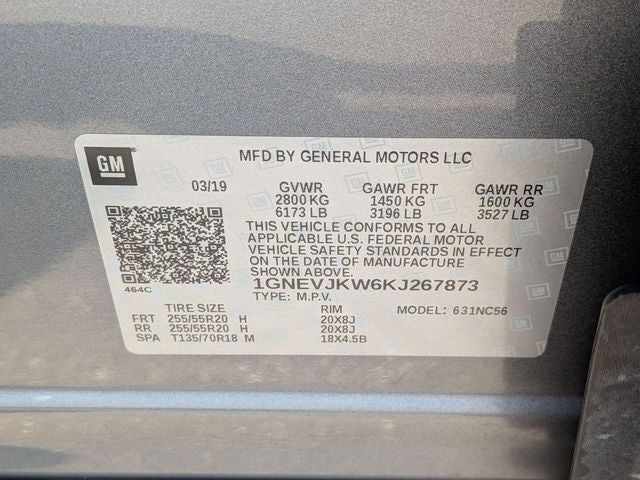 GM
MFD BY GENERAL MOTORS LLC
03/19 GVWR GAWR FRT GAWR RR
2800 KG 1450 KG 1600 KG
6173 LB 3196 LB 3527 LB
THIS VEHICLE CONFORMS TO ALL
APPLICABLE U.S. FEDERAL MOTOR
VEHICLE SAFETY STANDARDS IN EFFECT
ON THE DATE OF MANUFACTURE
SHOWN ABOVE.
464C
1GNEVJKW6KJ267873
TYPE: M.P.V.
TIRE SIZE RIM MODEL: 631NC56
FRT 255/55R20 H 20X8J
RR 255/55R20 H 20X8J
SPA T135/70R18 M 18X4.5B